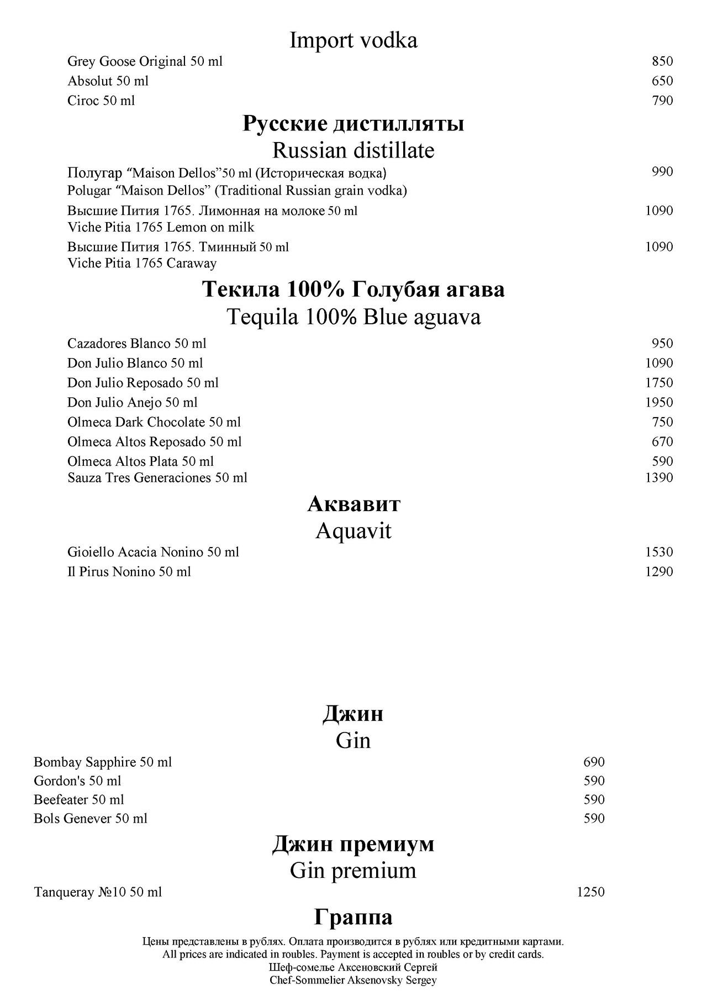 Import vodka
Grey Goose Original 50 ml 850
Absolut 50 ml 650
Ciroc 50 ml 790
Русские дистилляты
Russian distillate
Полугар “Maison Dellos”50 ml (Историческая водка) 990
Polugar “Maison Dellos” (Traditional Russian grain vodka)
Высшие Пития 1765. Лимонная на молоке 50 ml 1090
Viche Pitia 1765 Lemon on milk
Высшие Пития 1765. Тминный 50 ml 1090
Viche Pitia 1765 Caraway
Текила 100% Голубая агава
Tequila 100% Blue aguava
Cazadores Blanco 50 ml 950
Don Julio Blanco 50 ml 1090
Don Julio Reposado 50 ml 1750
Don Julio Anejo 50 ml 1950
Olmeca Dark Chocolate 50 ml 750
Olmeca Altos Reposado 50 ml 670
Olmeca Altos Plata 50 ml 590
Sauza Tres Generaciones 50 ml 1390
Аквавит
Aquavit
Gioiello Acacia Nonino 50 ml 1530
Il Pirus Nonino 50 ml 1290
Джин
Gin
Bombay Sapphire 50 ml 690
Gordon's 50 ml 590
Beefeater 50 ml 590
Bols Genever 50 ml 590
Джин премиум
Gin premium
Tanqueray №10 50 ml 1250
Граппа
Цены представлены в рублях. Оплата производится в рублях или кредитными картами.
All prices are indicated in roubles. Payment is accepted in roubles or by credit cards.
Шеф-сомелье Аксеновский Сергей
Chef-Sommelier Aksenovsky Sergey